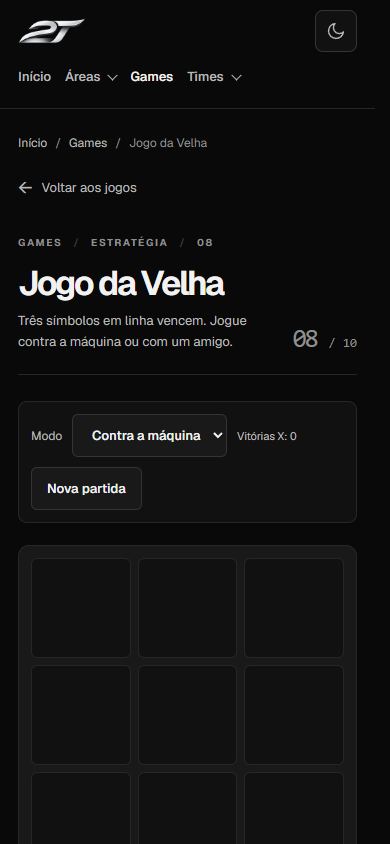 2T
Início Áreas Games Times
Início / Games / Jogo da Velha
← Voltar aos jogos
GAMES / ESTRATÉGIA / 08
Jogo da Velha
Três símbolos em linha vencem. Jogue
contra a máquina ou com um amigo.
08 / 10
Modo Contra a máquina Vitórias X: 0
Nova partida